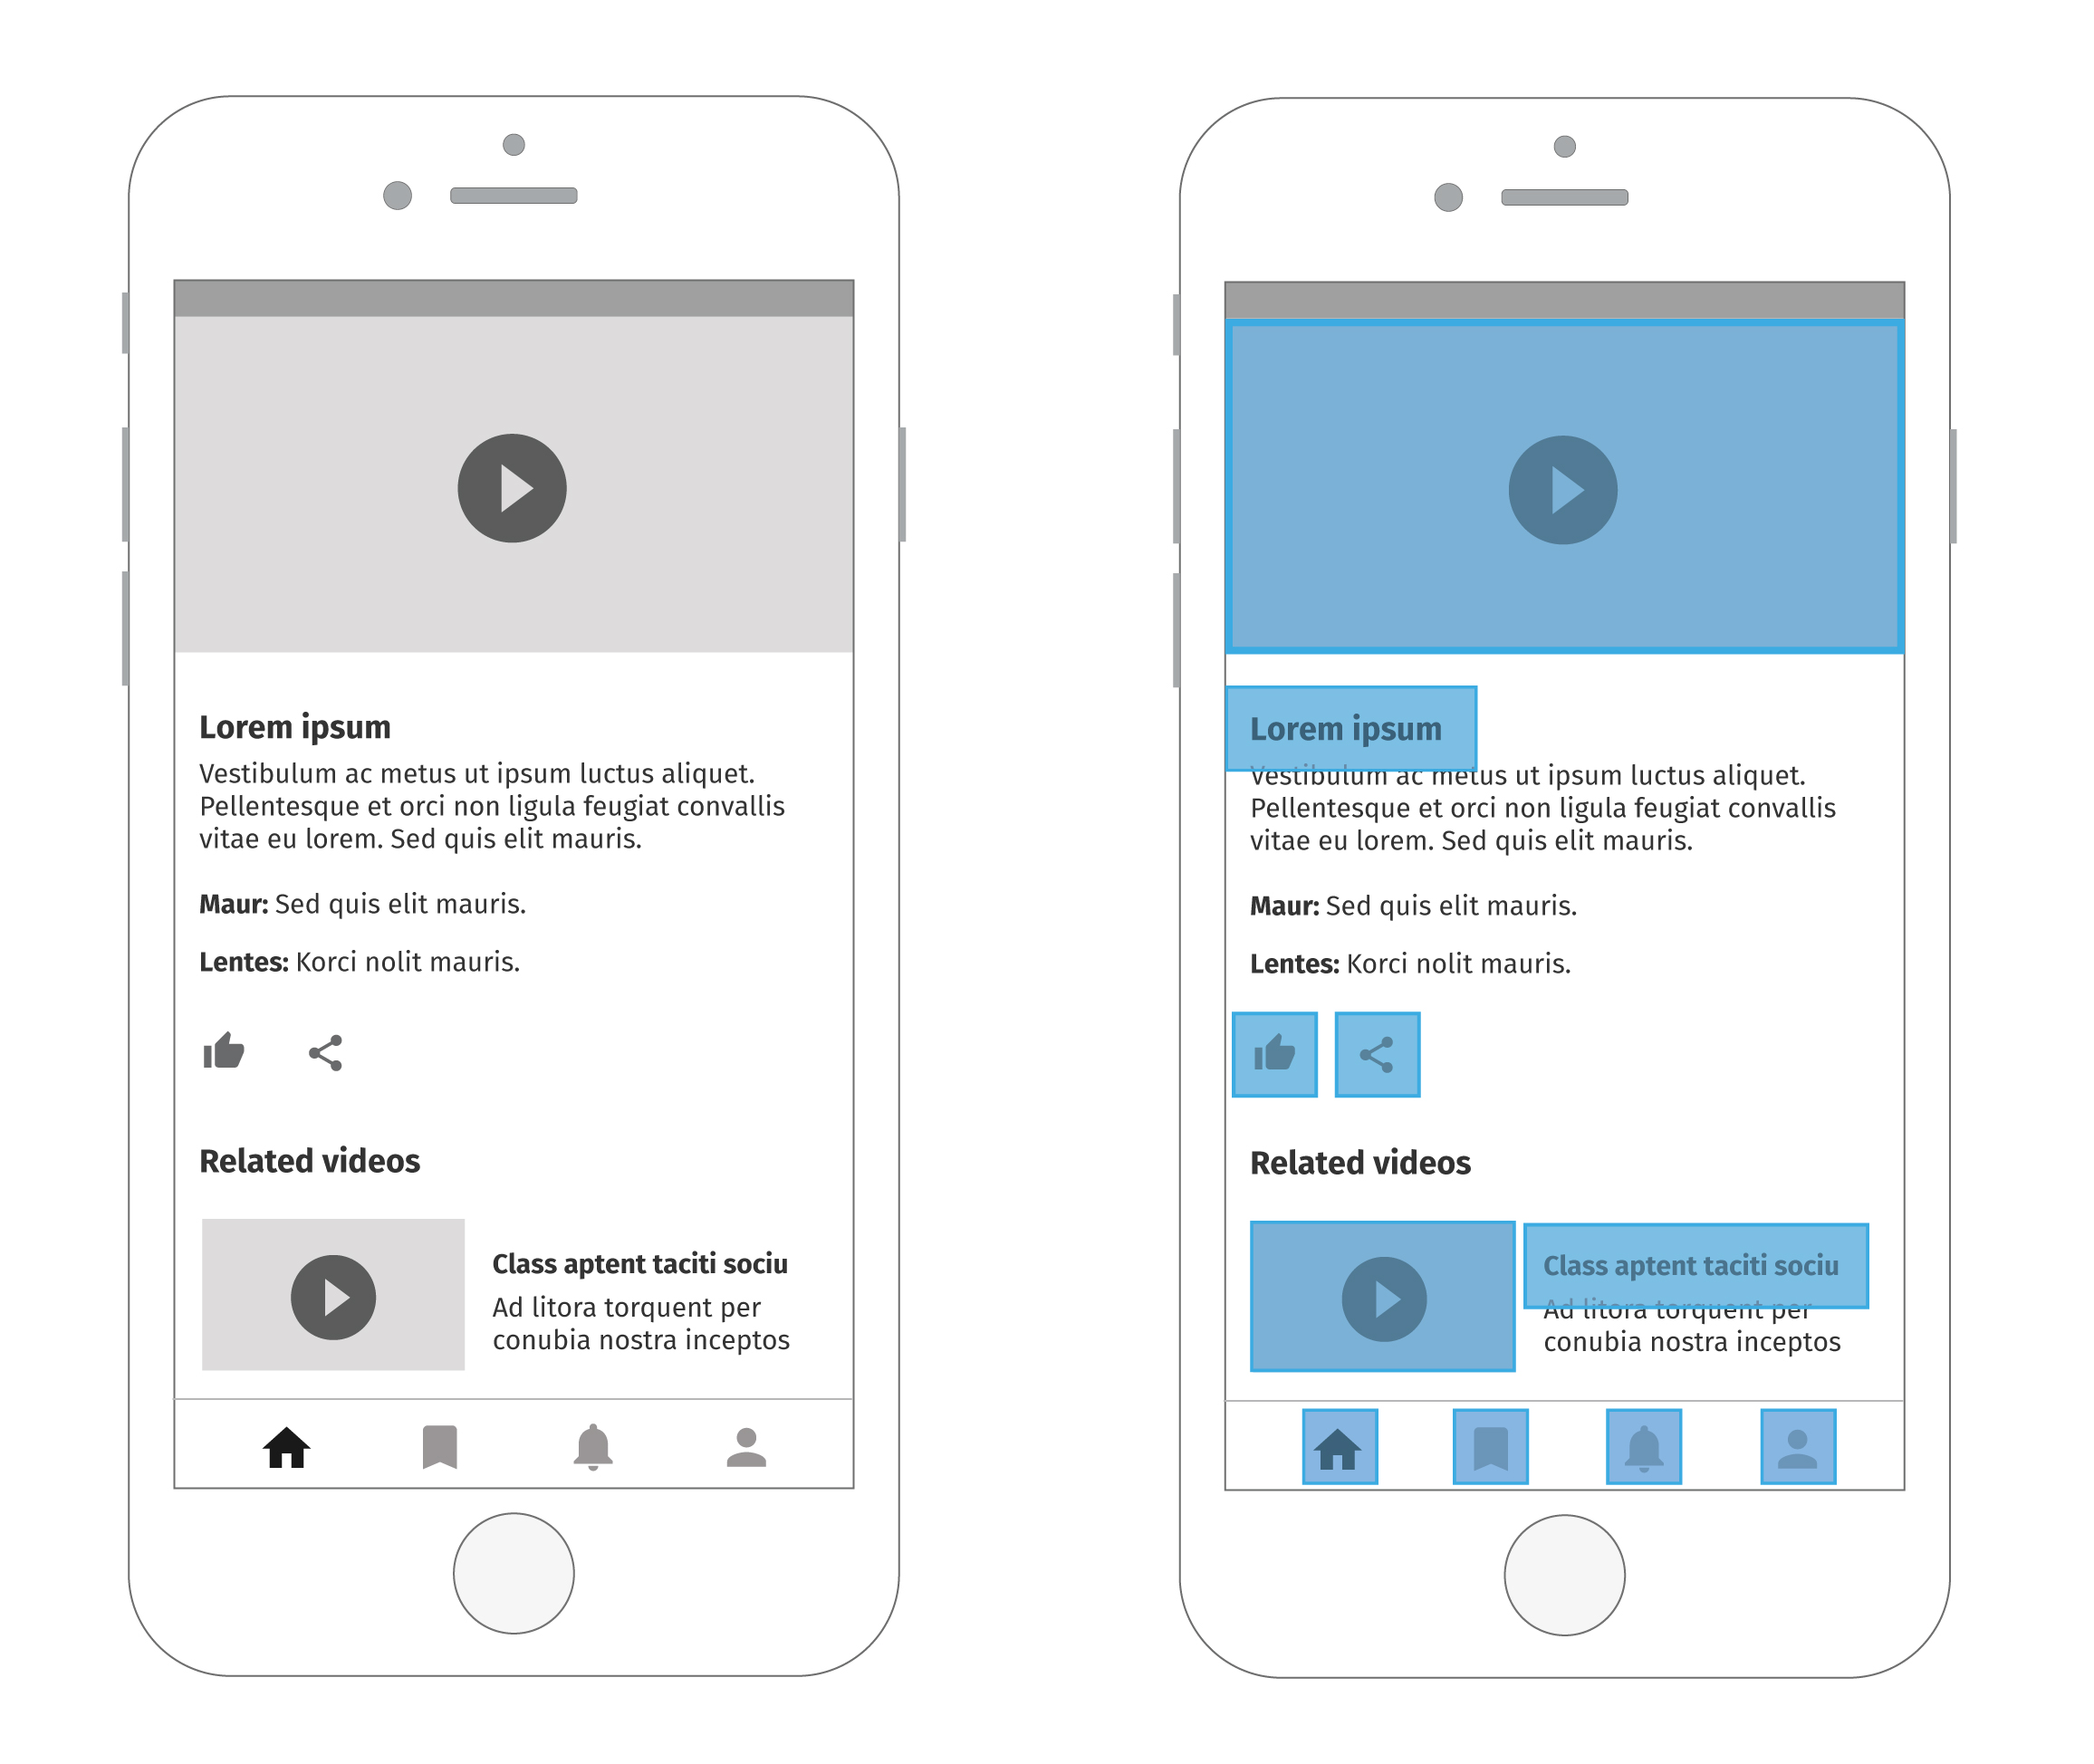 Lorem ipsum
Vestibulum ac metus ut ipsum luctus aliquet.
Pellentesque et orci non ligula feugiat convallis
vitae eu lorem. Sed quis elit mauris.
Maur: Sed quis elit mauris.
Lentes: Korci nolit mauris.
Related videos
Class aptent taciti sociu
Ad litora torquent per
conubia nostra inceptos
Lorem ipsum
Vestibulum ac metus ut ipsum luctus aliquet.
Pellentesque et orci non ligula feugiat convallis
vitae eu lorem. Sed quis elit mauris.
Maur: Sed quis elit mauris.
Lentes: Korci nolit mauris.
Related videos
Class aptent taciti sociu
Ad litora torquent per
conubia nostra inceptos